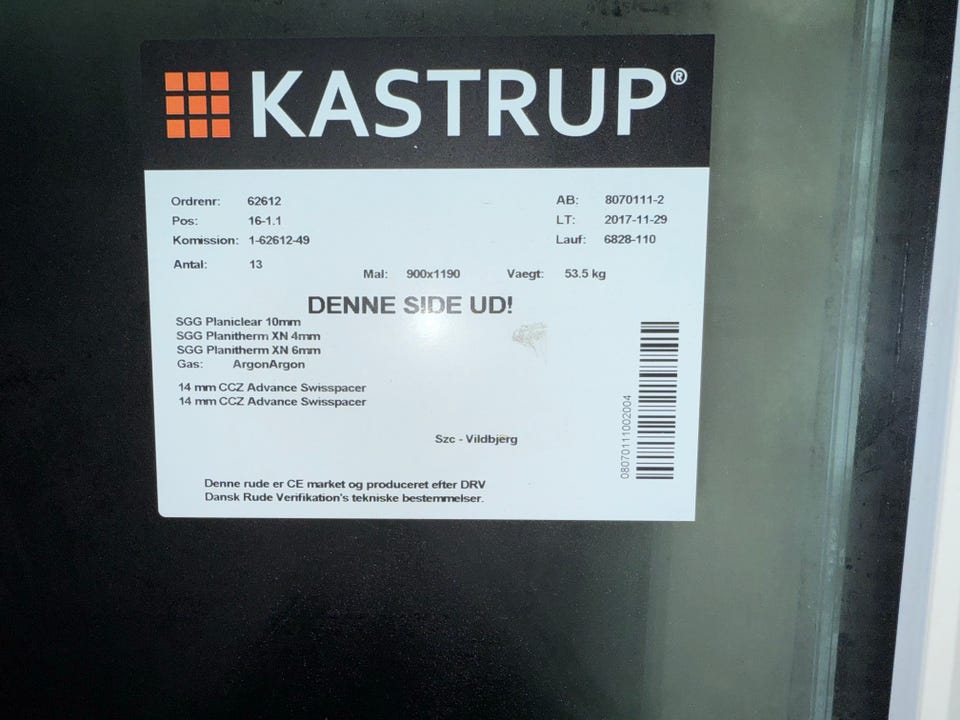 KASTRUP®
Ordrenr: 62612 AB: 8070111-2
Pos: 16-1.1 LT: 2017-11-29
Komission: 1-62612-49 Lauf: 6828-110
Antal: 13
Mal: 900x1190 Vaegt: 53.5 kg
DENNE SIDE UD!
SGG Planiclear 10mm
SGG Planitherm XN 4mm
SGG Planitherm XN 6mm
Gas: ArgonArgon
14 mm CCZ Advance Swisspacer
14 mm CCZ Advance Swisspacer
08070111002004
Szc - Vildbjerg
Denne rude er CE market og produceret efter DRV
Dansk Rude Verifikation's tekniske bestemmelser.